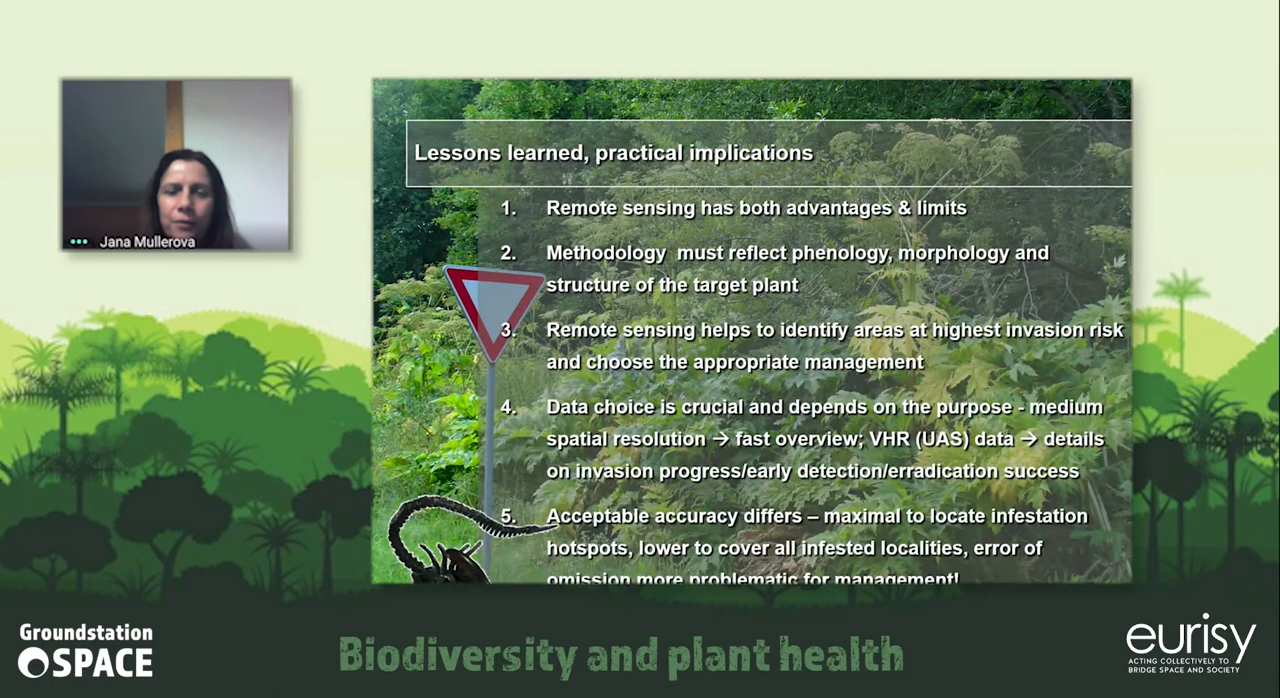 Jana Mullerova
Lessons learned, practical implications
1. Remote sensing has both advantages & limits
2. Methodology must reflect phenology, morphology and
structure of the target plant
3. Remote sensing helps to identify areas at highest invasion risk
and choose the appropriate management
4. Data choice is crucial and depends on the purpose - medium
spatial resolution → fast overview; VHR (UAS) data → details
on invasion progress/early detection/erradication success
5. Acceptable accuracy differs – maximal to locate infestation
hotspots, lower to cover all infested localities, error of
omission more problematic for management!
Groundstation
SPACE
Biodiversity and plant health
eurisy
ACTING COLLECTIVELY TO
BRIDGE SPACE AND SOCIETY